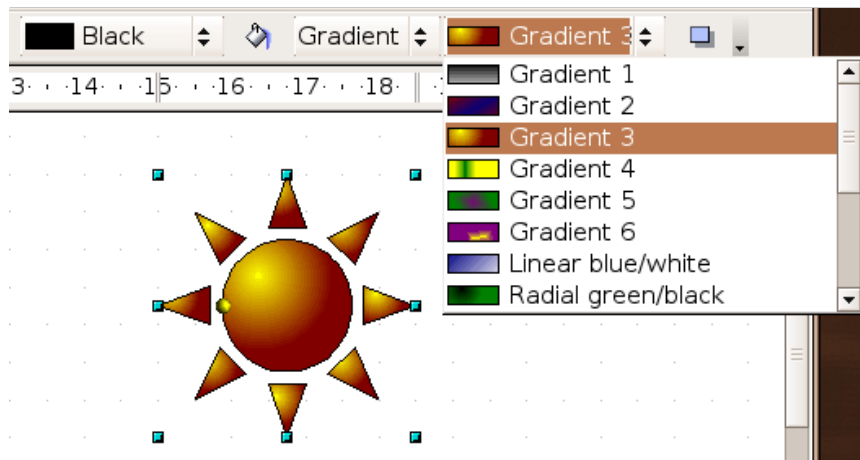 Black Gradient Gradient 3
3 14 15 16 17 18
Gradient 1
Gradient 2
Gradient 3
Gradient 4
Gradient 5
Gradient 6
Linear blue/white
Radial green/black